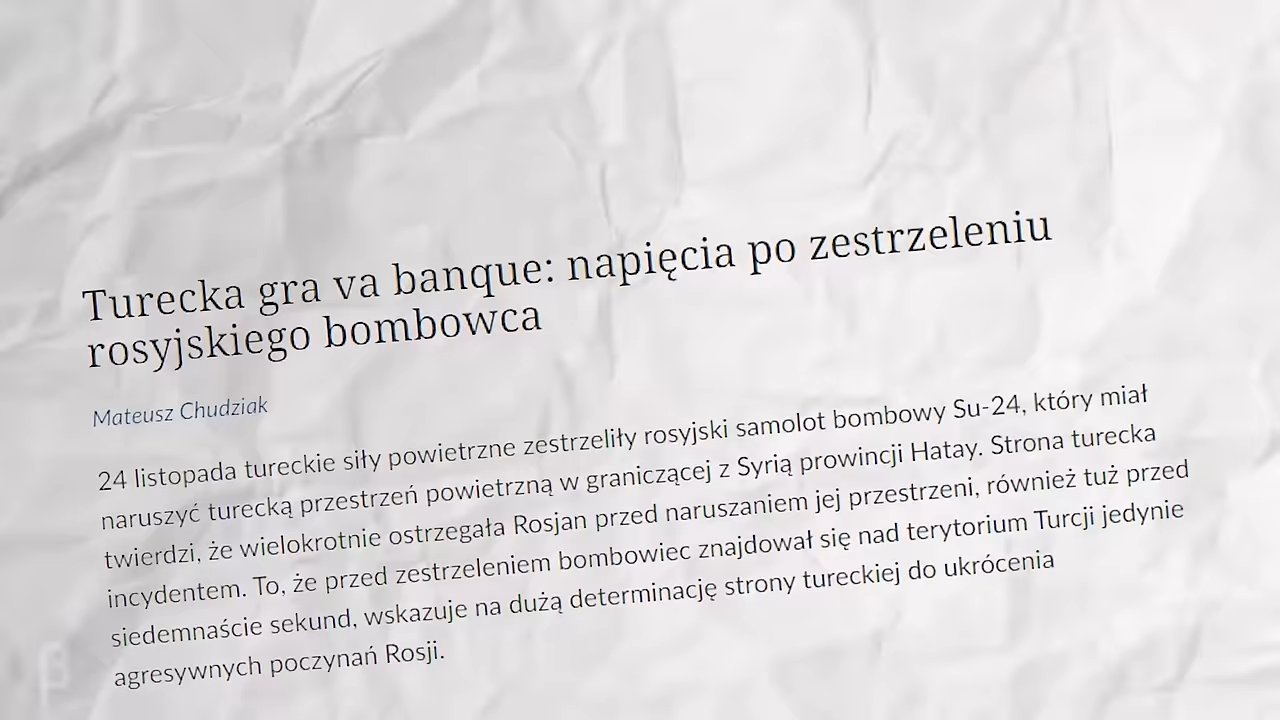 Turecka gra va banque: napięcia po zestrzeleniu
rosyjskiego bombowca
Mateusz Chudziak
24 listopada tureckie siły powietrzne zestrzeliły rosyjski samolot bombowy Su-24, który miał
naruszyć turecką przestrzeń powietrzną w graniczącej z Syrią prowincji Hatay. Strona turecka
twierdzi, że wielokrotnie ostrzegała Rosjan przed naruszaniem jej przestrzeni, również tuż przed
incydentem. To, że przed zestrzeleniem bombowiec znajdował się nad terytorium Turcji jedynie
siedemnaście sekund, wskazuje na dużą determinację strony tureckiej do ukrócenia
agresywnych poczynań Rosji.